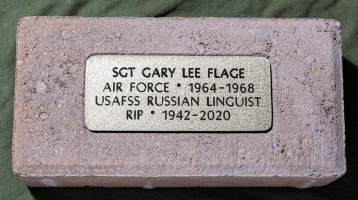 SGT GARY LEE FLAGE
AIR FORCE * 1964-1968
USAFSS RUSSIAN LINGUIST
RIP * 1942-2020